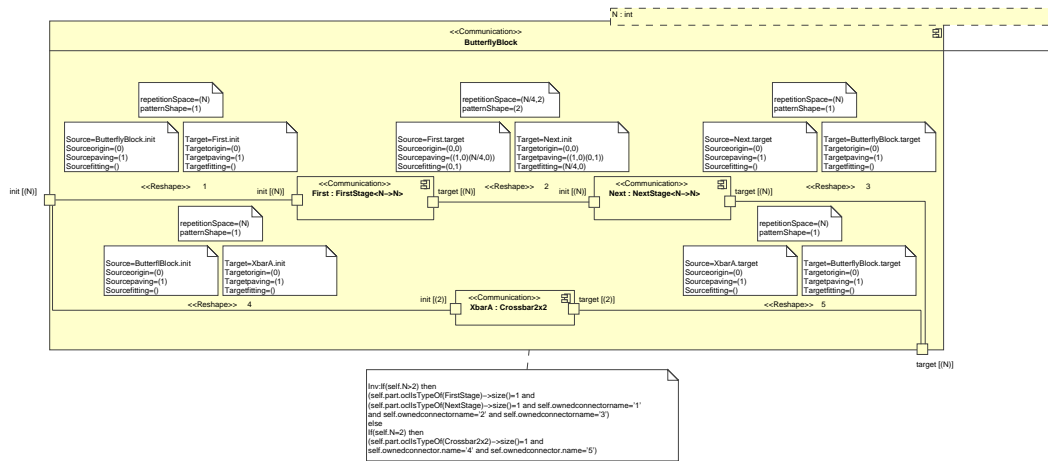 N : int
<<Communication>>
ButterflyBlock
repetitionSpace=(N)
patternShape=(1)
repetitionSpace=(N/4,2)
patternShape=(2)
repetitionSpace=(N)
patternShape=(1)
Source=ButterflyBlock.init
Sourceorigin=(0)
Sourcepaving=(1)
Sourcefitting=()
Target=First.init
Targetorigin=(0)
Targetpaving=(1)
Targetfitting=()
Source=First.target
Sourceorigin=(0,0)
Sourcepaving=((1,0)(N/4,0))
Sourcefitting=(0,1)
Target=Next.init
Targetorigin=(0,0)
Targetpaving=((1,0)(0,1))
Targetfitting=(N/4,0)
Source=Next.target
Sourceorigin=(0)
Sourcepaving=(1)
Sourcefitting=()
Target=ButterflyBlock.target
Targetorigin=(0)
Targetpaving=(1)
Targetfitting=()
init [(N)]
<<Reshape>> 1
init [(N)]
<<Communication>>
First : FirstStage<N->N>
target [(N)]
<<Reshape>> 2
init [(N)]
<<Communication>>
Next : NextStage<N->N>
target [(N)]
<<Reshape>> 3
repetitionSpace=(N)
patternShape=(1)
repetitionSpace=(N)
patternShape=(1)
Source=ButterflBlock.init
Sourceorigin=(0)
Sourcepaving=(1)
Sourcefitting=()
Target=XbarA.init
Targetorigin=(0)
Targetpaving=(1)
Targetfitting=()
Source=XbarA.target
Sourceorigin=(0)
Sourcepaving=(1)
Sourcefitting=()
Target=ButterflyBlock.target
Targetorigin=(0)
Targetpaving=(1)
Targetfitting=()
<<Reshape>> 4
init [(2)]
<<Communication>>
XbarA : Crossbar2x2
target [(2)]
<<Reshape>> 5
target [(N)]
Inv:If(self.N>2) then
(self.part.oclIsTypeOf(FirstStage)->size()=1 and
(self.part.oclIsTypeOf(NextStage)->size()=1 and self.ownedconnectorname='1'
and self.ownedconnectorname='2' and self.ownedconnectorname='3')
else
If(self.N=2) then
(self.part.oclIsTypeOf(Crossbar2x2)->size()=1 and
self.ownedconnector.name='4' and sef.ownedconnector.name='5')